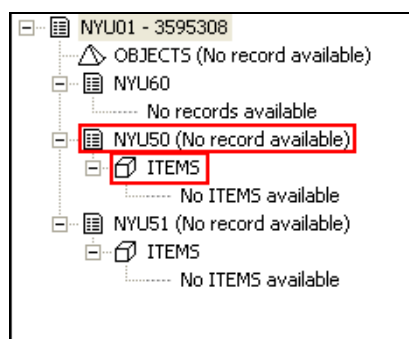 NYU01 - 3595308
OBJECTS (No record available)
NYU60
No records available
NYU50 (No record available)
ITEMS
No ITEMS available
NYU51 (No record available)
ITEMS
No ITEMS available